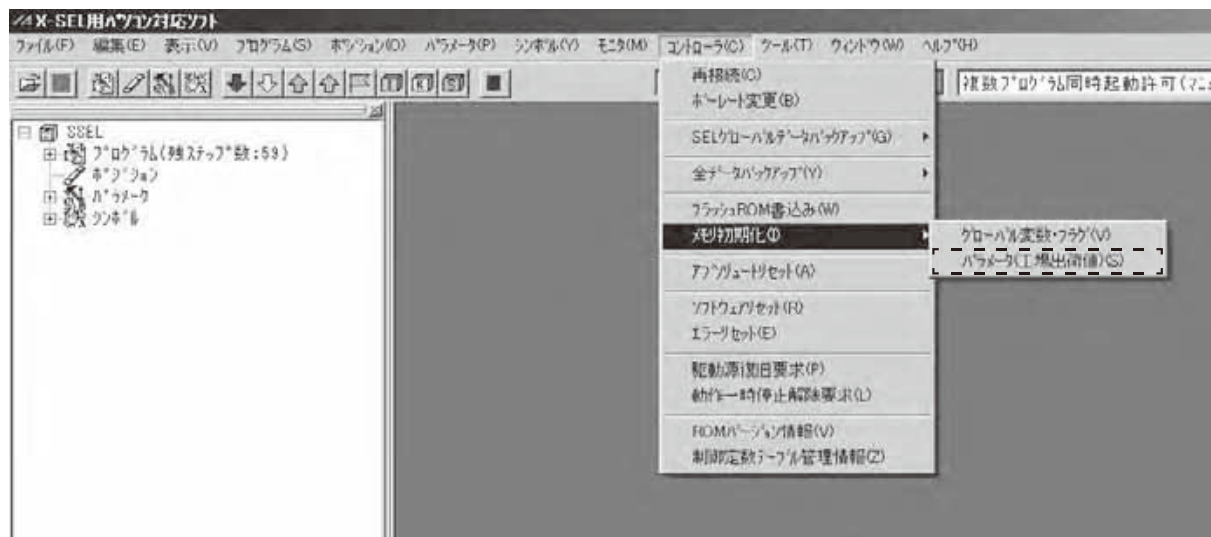 X-SEL用パソコン対応ソフト
ファイル(F) 編集(E) 表示(V) プログラム(S) ポジション(O) パラメータ(P) シンボル(Y) モニタ(M) コントローラ(C) ツール(T) ウィンドウ(W) ヘルプ(H)
複数プログラム同時起動許可(マニュ
SSEL
プログラム(残ステップ数:59)
ポジション
パラメータ
シンボル
再接続(C)
ボーレート変更(B)
SELグローバルデータバックアップ(G)
全データバックアップ(Y)
フラッシュROM書込み(W)
メモリ初期化(I)
グローバル変数・フラグ(V)
パラメータ(工場出荷値)(S)
アブソリュートリセット(A)
ソフトウェアリセット(R)
エラーリセット(E)
駆動源復旧要求(P)
動作一時停止解除要求(L)
ROMバージョン情報(V)
制御定数テーブル管理情報(Z)